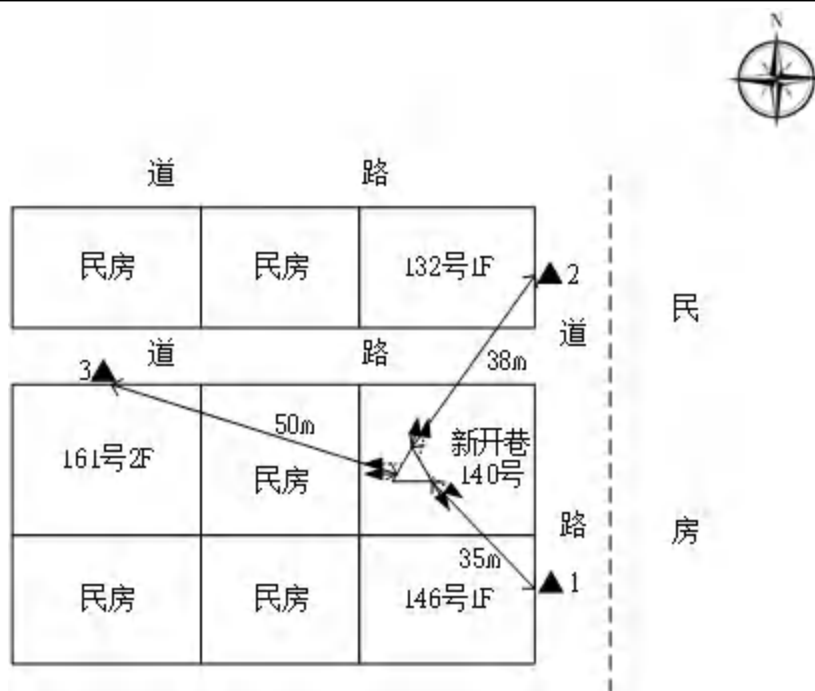 N
道 路
民房 民房 132号1F
2
民
道
道 路
38m
3
50m
新开巷
140号
161号2F
民房
路
房
35m
民房 民房 146号1F
1